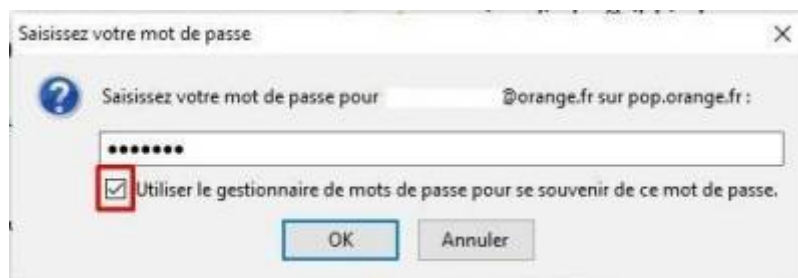 Saisissez votre mot de passe
Saisissez votre mot de passe pour @orange.fr sur pop.orange.fr :
•••••••
Utiliser le gestionnaire de mots de passe pour se souvenir de ce mot de passe.
OK Annuler